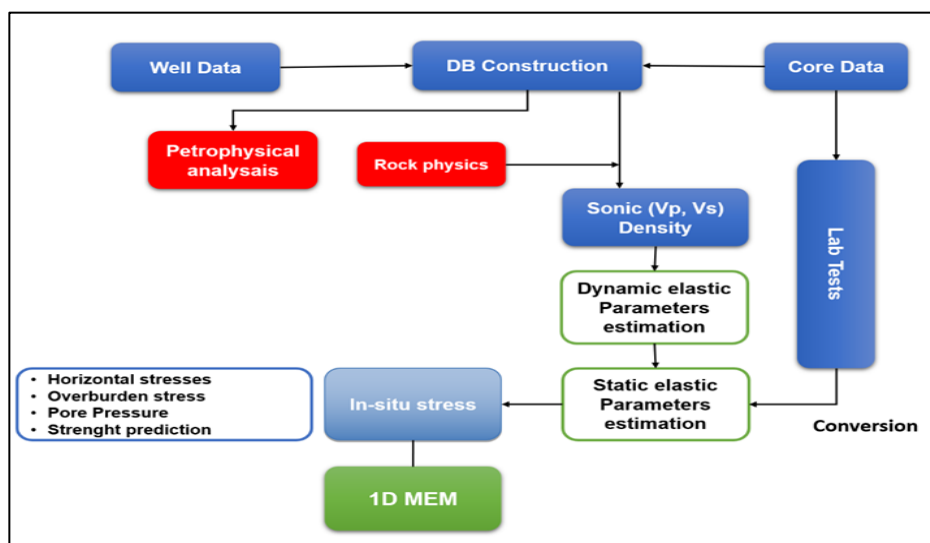 Well Data
DB Construction
Core Data
Petrophysical
analysais
Rock physics
Sonic (Vp, Vs)
Density
Lab Tests
Dynamic elastic
Parameters
estimation
• Horizontal stresses
• Overburden stress
• Pore Pressure
• Strenght prediction
In-situ stress
Static elastic
Parameters
estimation
Conversion
1D MEM